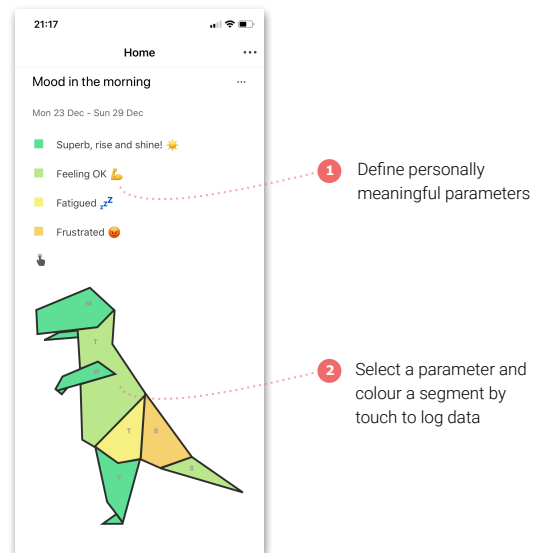 21:17
Home
Mood in the morning
Mon 23 Dec - Sun 29 Dec
Superb, rise and shine! ☀️
Feeling OK 💪
Fatigued 💤
Frustrated 😡
1
Define personally
meaningful parameters
M
T
W
T
S
S
F
2
Select a parameter and
colour a segment by
touch to log data